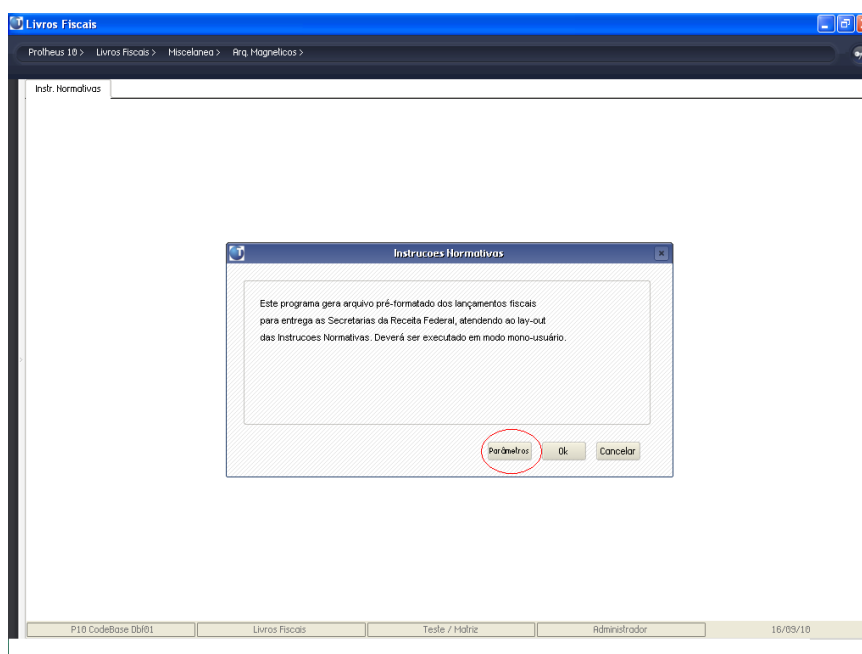 Livros Fiscais
Protheus 10 > Livros Fiscais > Miscelanea > Arq. Magneticos >
Instr. Normativas
Instrucoes Normativas
Este programa gera arquivo pré-formatado dos lançamentos fiscais
para entrega as Secretarias da Receita Federal, atendendo ao lay-out
das Instrucoes Normativas. Deverá ser executado em modo mono-usuário.
Parâmetros Ok Cancelar
P10 CodeBase Dbf01 Livros Fiscais Teste / Matriz Administrador 16/09/10